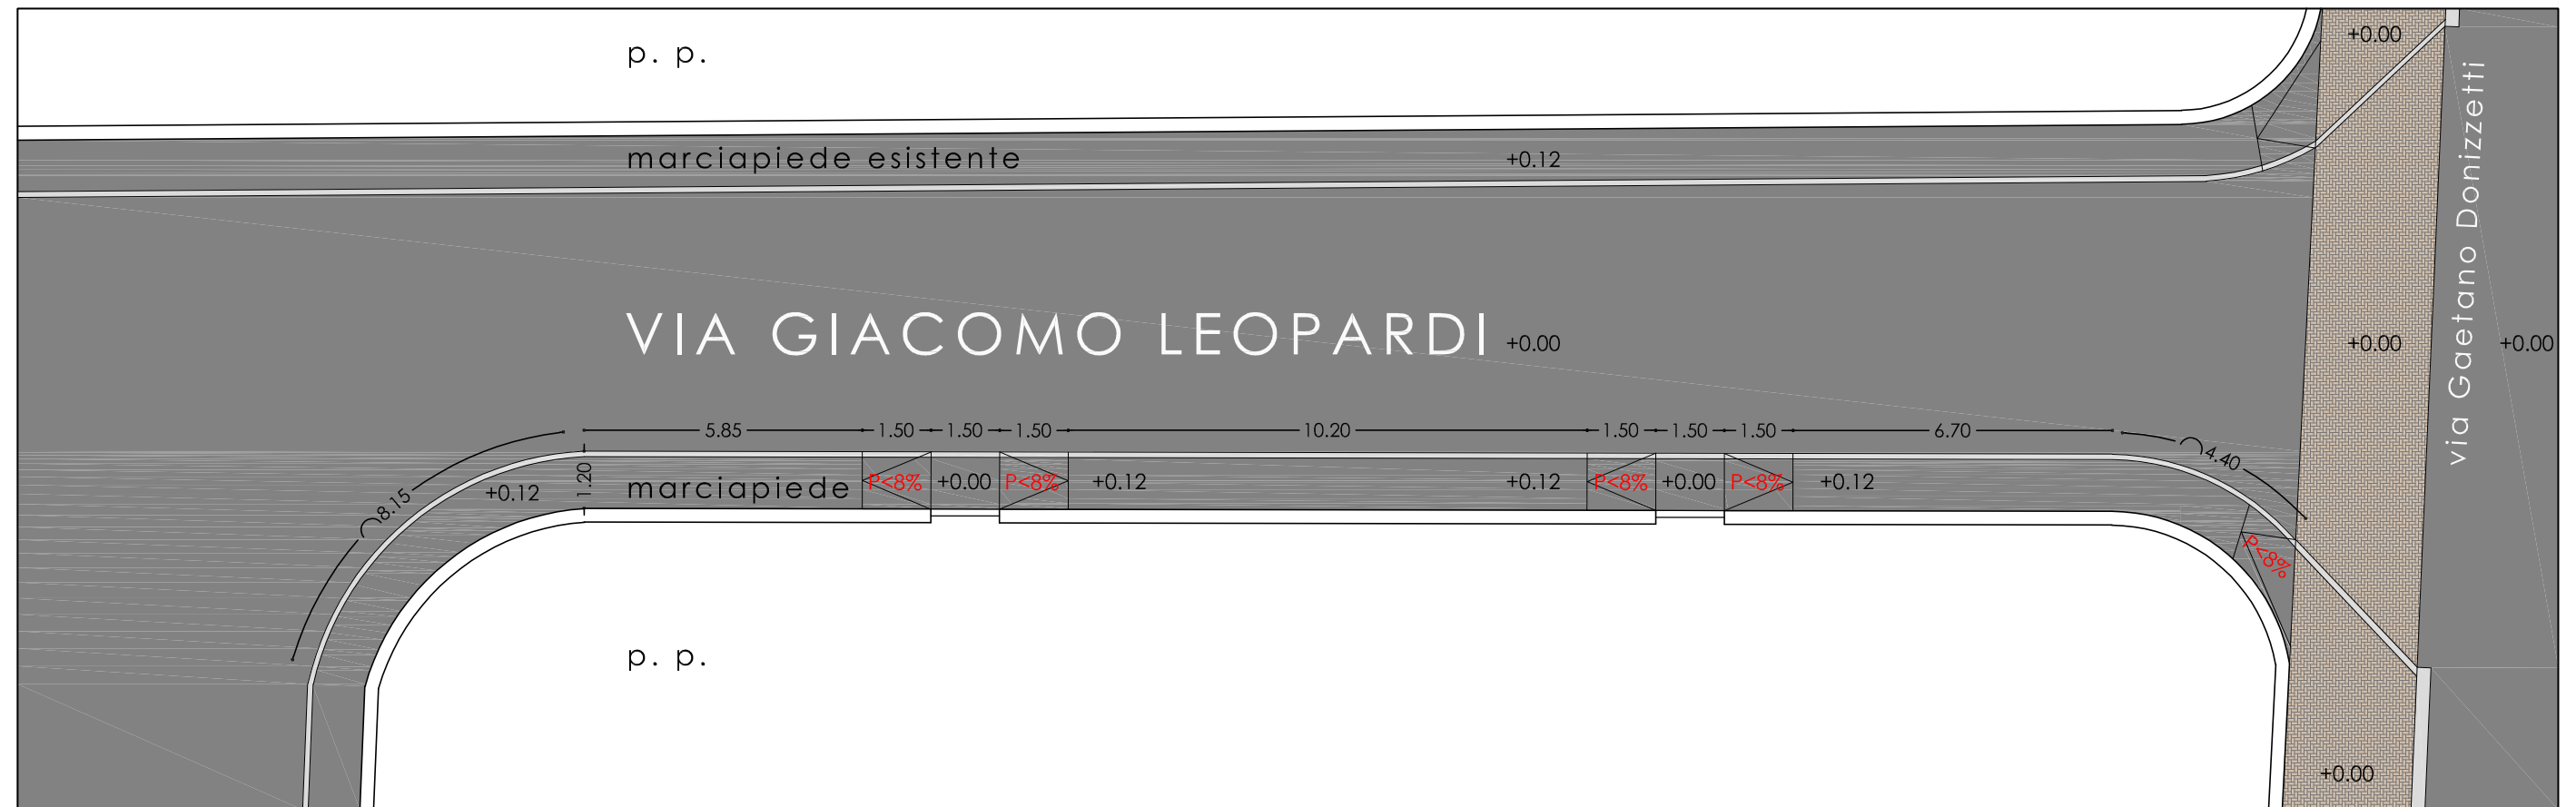 p. p.
+0.00
marciapiede esistente
+0.12
via Gaetano Donizzetti
VIA GIACOMO LEOPARDI
+0.00
+0.00
+0.00
5.85
1.50
1.50
1.50
10.20
1.50
1.50
1.50
6.70
4.40
8.15
+0.12
1.20
marciapiede
P<8%
+0.00
P<8%
+0.12
+0.12
P<8%
+0.00
P<8%
+0.12
P<8%
p. p.
+0.00